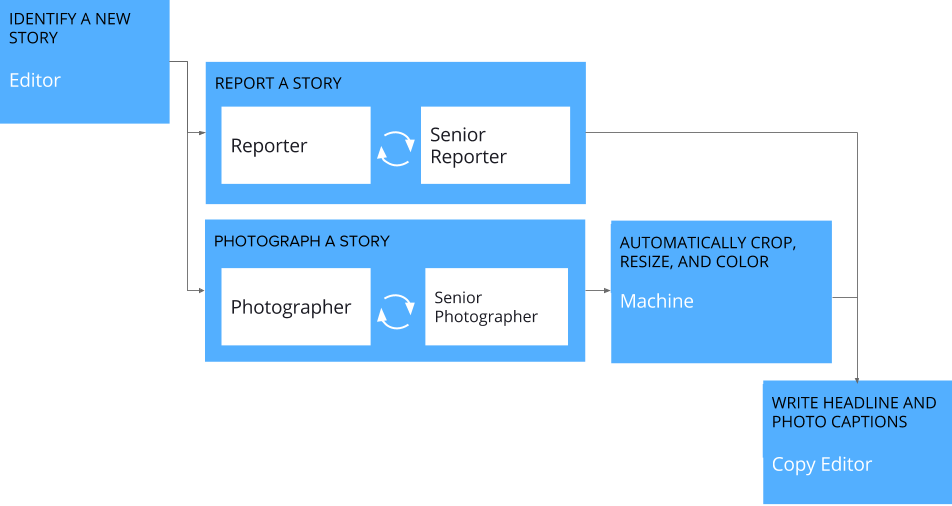 IDENTIFY A NEW
STORY
Editor
REPORT A STORY
Reporter
Senior
Reporter
PHOTOGRAPH A STORY
Photographer
Senior
Photographer
AUTOMATICALLY CROP,
RESIZE, AND COLOR
Machine
WRITE HEADLINE AND
PHOTO CAPTIONS
Copy Editor